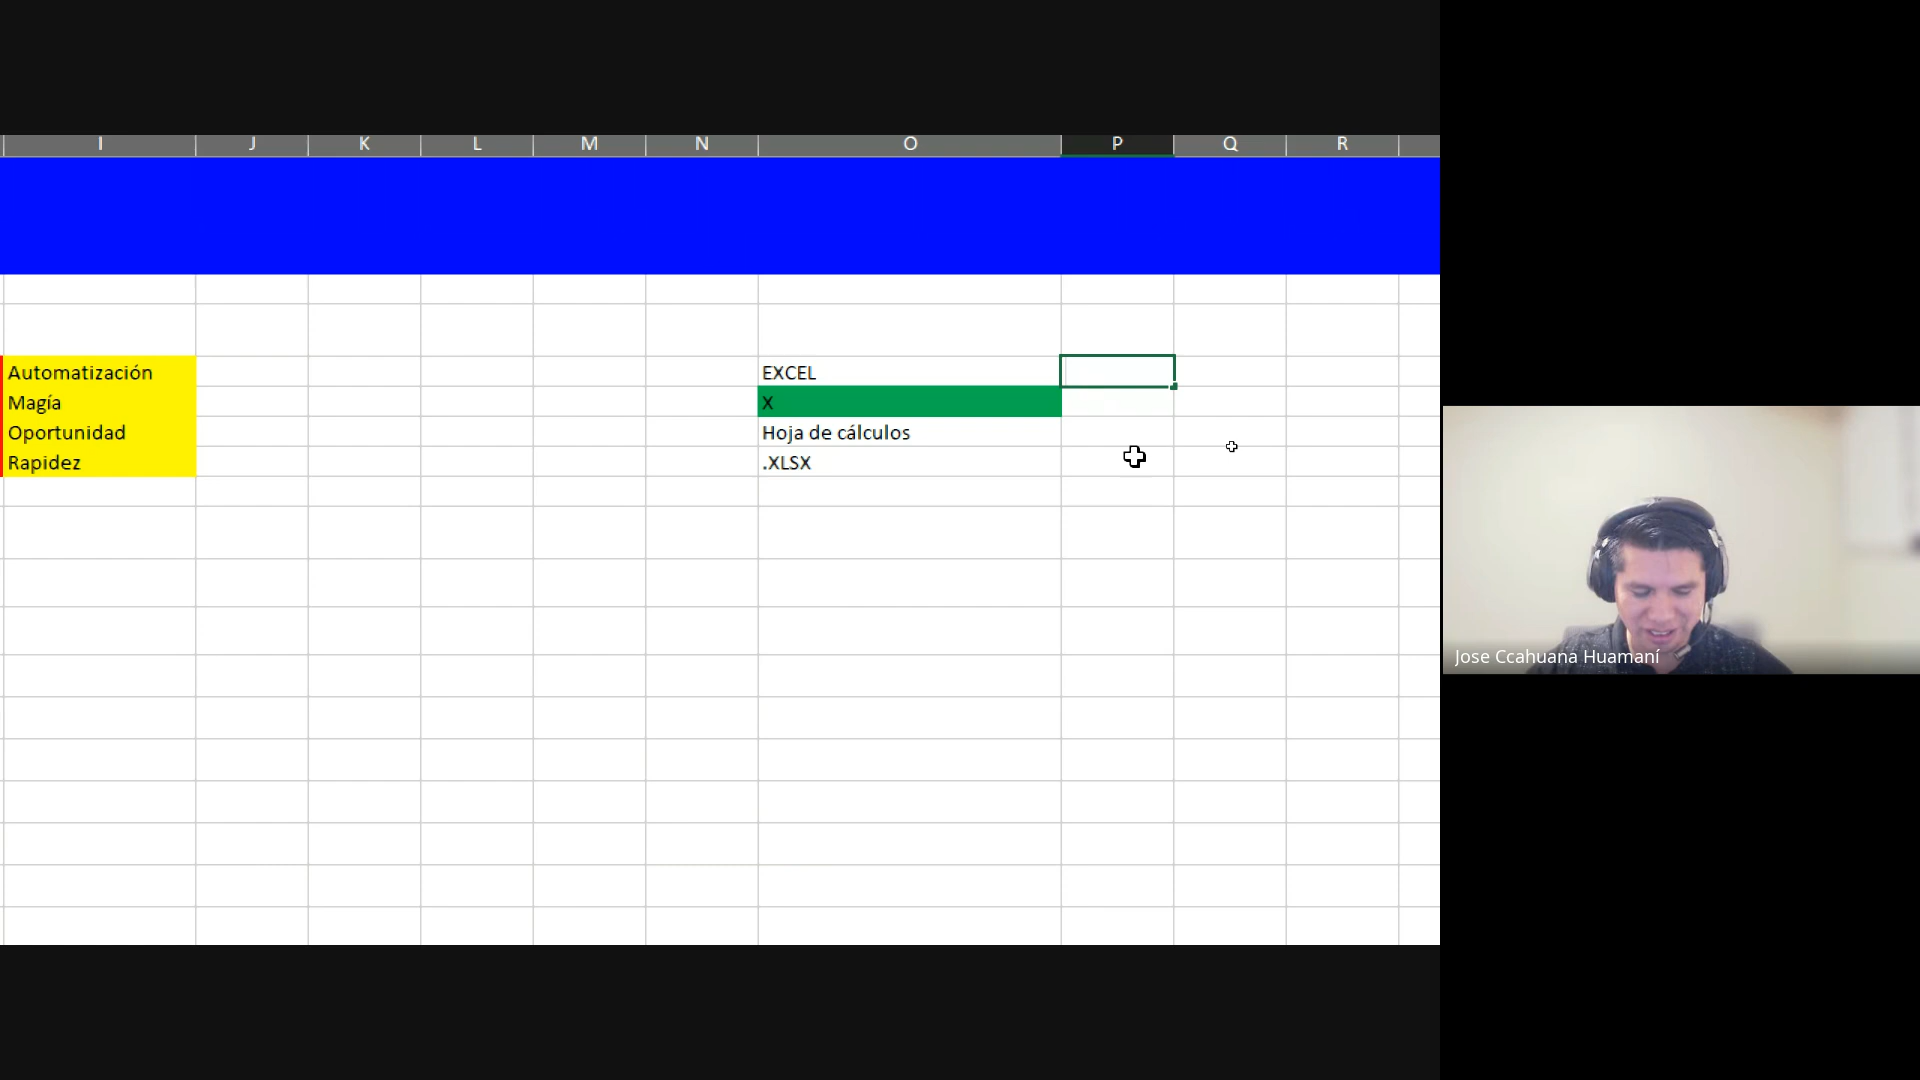 I J K L M N O P Q R
Automatización
Magía
Oportunidad
Rapidez
EXCEL
X
Hoja de cálculos
.XLSX
Jose Ccahuana Huamaní